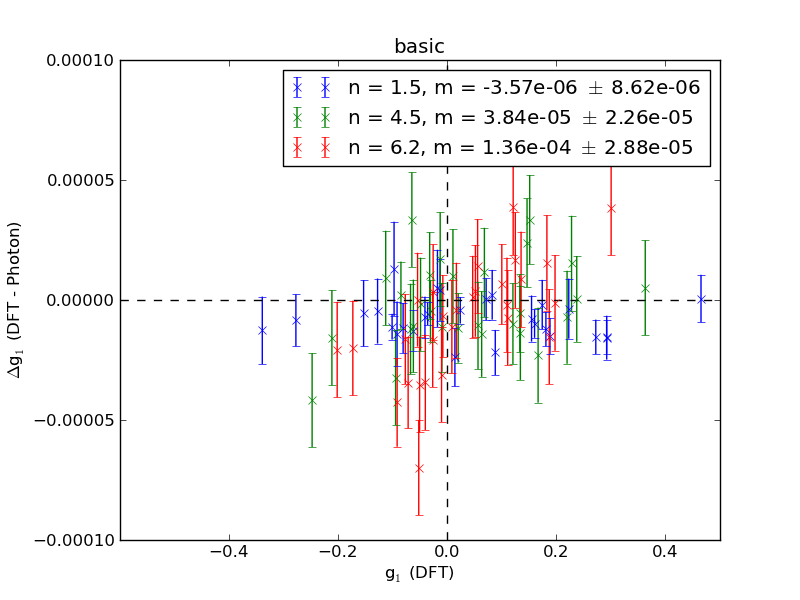 basic
0.00010
n = 1.5, m = -3.57e-06 ± 8.62e-06
n = 4.5, m = 3.84e-05 ± 2.26e-05
n = 6.2, m = 1.36e-04 ± 2.88e-05
0.00005
0.00000
−0.00005
−0.00010
Δg₁ (DFT - Photon)
−0.4 −0.2 0.0 0.2 0.4
g₁ (DFT)